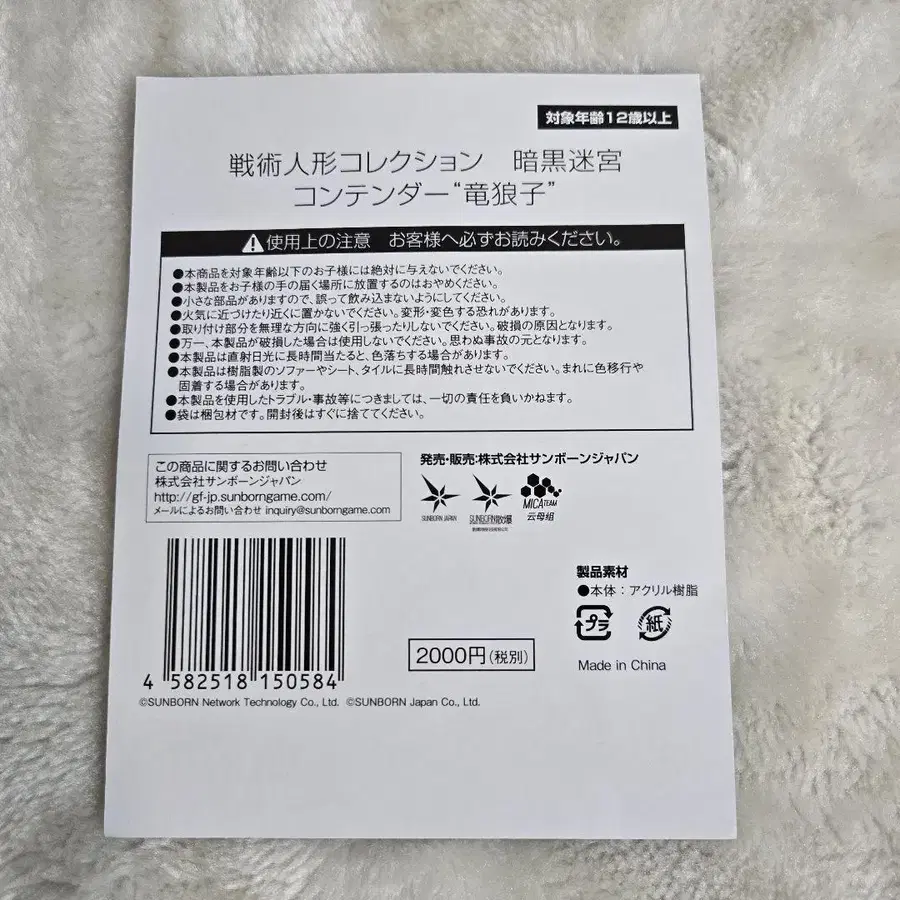 対象年齢12歳以上
戦術人形コレクション　暗黒迷宮
コンテンダー“竜狼子”
使用上の注意　お客様へ必ずお読みください。
●本商品を対象年齢以下のお子様には絶対に与えないでください。
●本製品をお子様の手の届く場所に放置するのはおやめください。
●小さな部品がありますので、誤って飲み込まないようにしてください。
●火気に近づけたり近くに置かないでください。変形・変色する恐れがあります。
●取り付け部分を無理な方向に強く引っ張ったりしないでください。破損の原因となります。
●万一、本製品が破損した場合は使用しないでください。思わぬ事故の元となります。
●本製品は直射日光に長時間当たると、色落ちする場合があります。
●本製品は樹脂製のソファーやシート、タイルに長時間触れさせないでください。まれに色移行や
固着する場合があります。
●本製品を使用したトラブル・事故等につきましては、一切の責任を負いかねます。
●袋は梱包材です。開封後はすぐに捨ててください。
この商品に関するお問い合わせ
株式会社サンボーンジャパン
http://gf-jp.sunborngame.com/
メールによるお問い合わせ inquiry@sunborngame.com
発売・販売：株式会社サンボーンジャパン
SUNBORN JAPAN
SUNBORN散爆
MICA TEAM
云母組
製品素材
●本体：アクリル樹脂
プラ
紙
Made in China
2000円(税別)
4 582518 150584
©SUNBORN Network Technology Co., Ltd. ©SUNBORN Japan Co., Ltd.